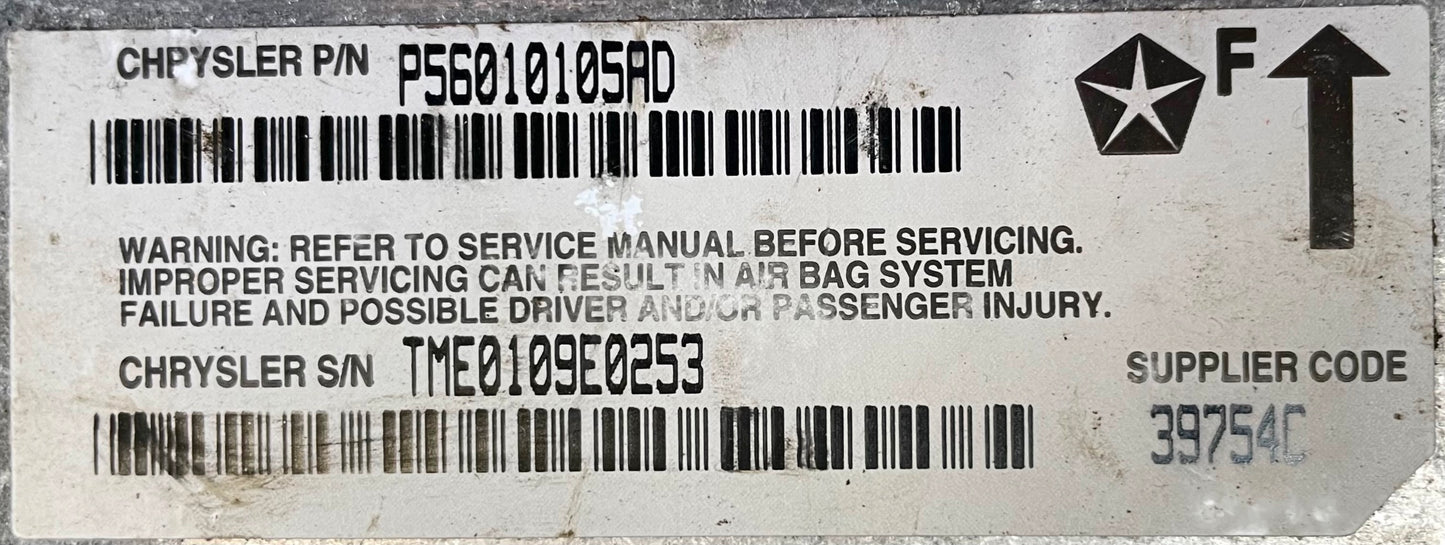 CHRYSLER P/N P56010105AD
F
WARNING: REFER TO SERVICE MANUAL BEFORE SERVICING.
IMPROPER SERVICING CAN RESULT IN AIR BAG SYSTEM
FAILURE AND POSSIBLE DRIVER AND/OR PASSENGER INJURY.
CHRYSLER S/N TME0109E0253
SUPPLIER CODE
39754C